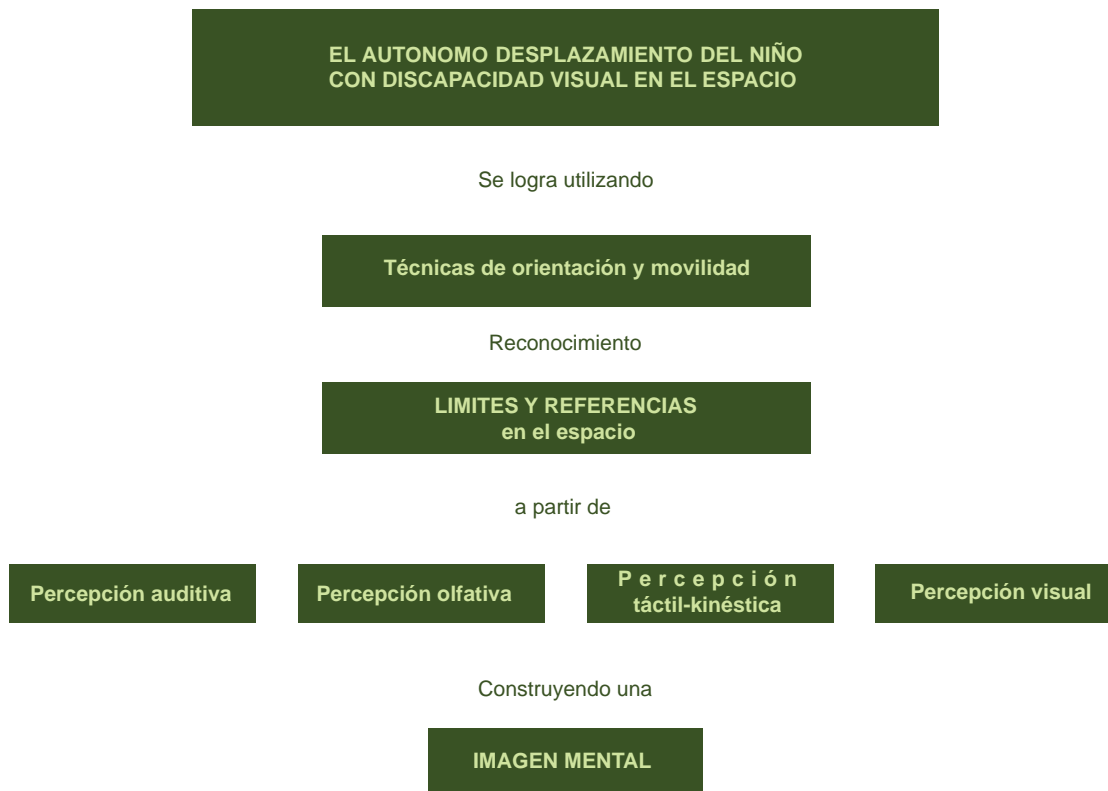 EL AUTONOMO DESPLAZAMIENTO DEL NIÑO
CON DISCAPACIDAD VISUAL EN EL ESPACIO
Se logra utilizando
Técnicas de orientación y movilidad
Reconocimiento
LIMITES Y REFERENCIAS
en el espacio
a partir de
Percepción auditiva
Percepción olfativa
Percepción
táctil-kinéstica
Percepción visual
Construyendo una
IMAGEN MENTAL